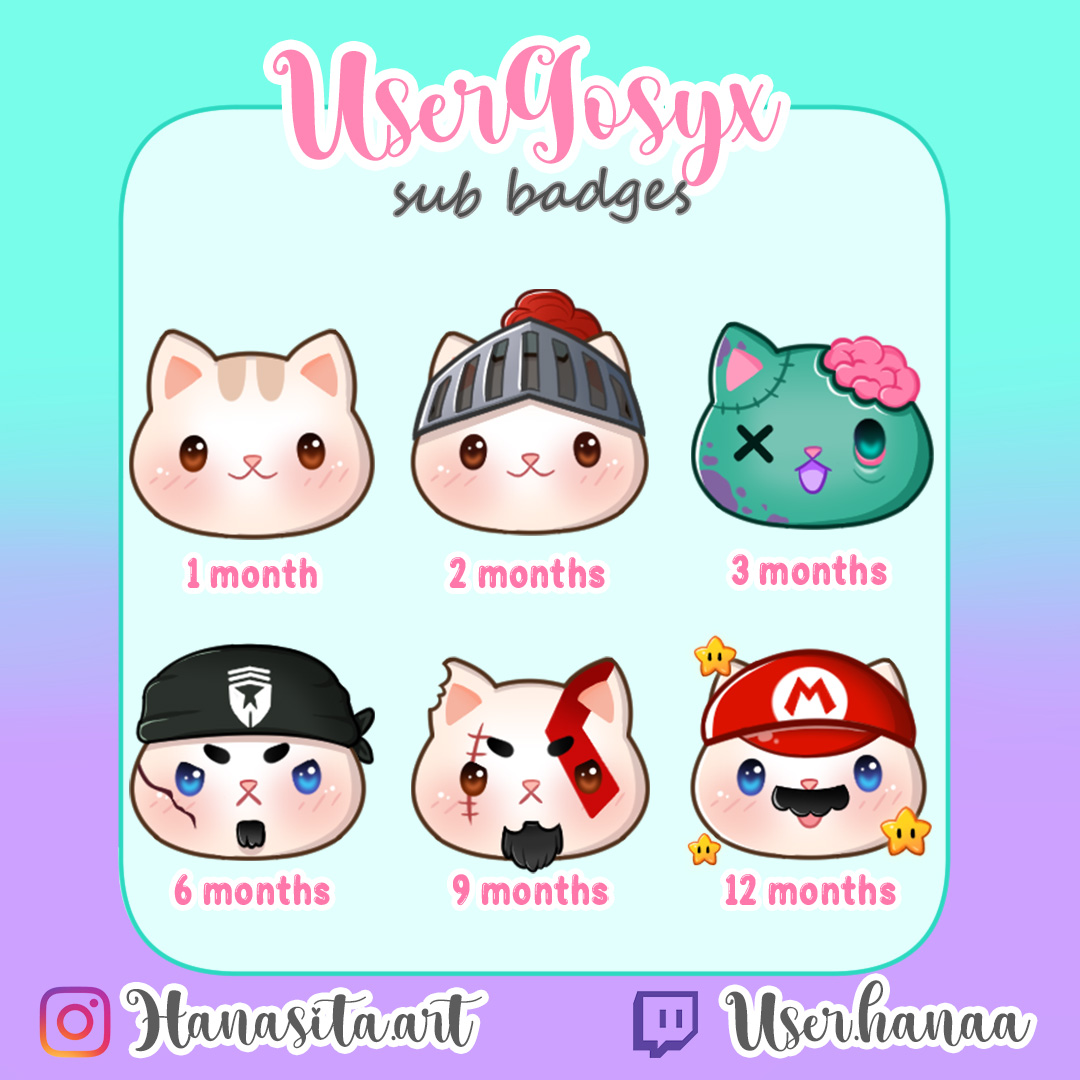 UserGosyx
sub badges
1 month
2 months
3 months
M
6 months
9 months
12 months
Hanasita.art
User.hanaa